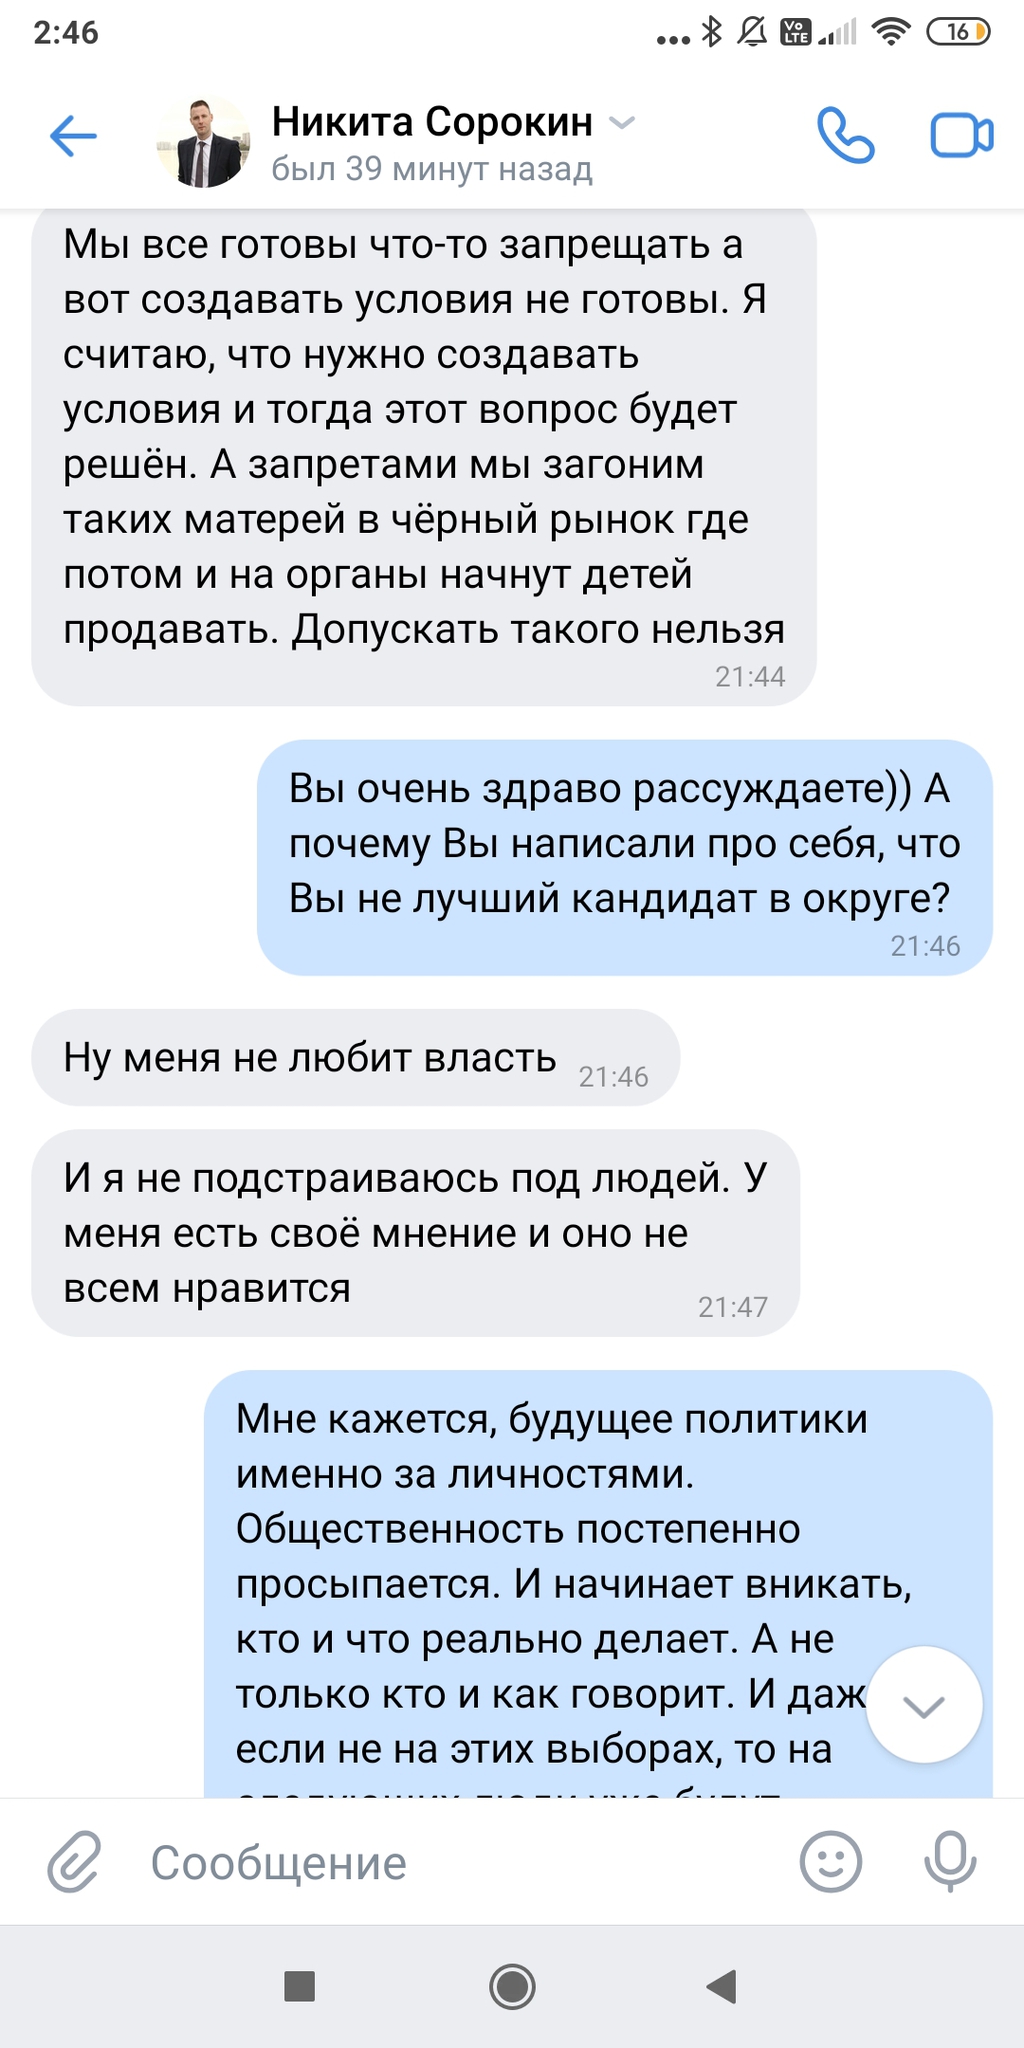 2:46
Vo LTE
16
Никита Сорокин
был 39 минут назад
Мы все готовы что-то запрещать а
вот создавать условия не готовы. Я
считаю, что нужно создавать
условия и тогда этот вопрос будет
решён. А запретами мы загоним
таких матерей в чёрный рынок где
потом и на органы начнут детей
продавать. Допускать такого нельзя
21:44
Вы очень здраво рассуждаете)) А
почему Вы написали про себя, что
Вы не лучший кандидат в округе?
21:46
Ну меня не любит власть
21:46
И я не подстраиваюсь под людей. У
меня есть своё мнение и оно не
всем нравится
21:47
Мне кажется, будущее политики
именно за личностями.
Общественность постепенно
просыпается. И начинает вникать,
кто и что реально делает. А не
только кто и как говорит. И даж
если не на этих выборах, то на
Сообщение